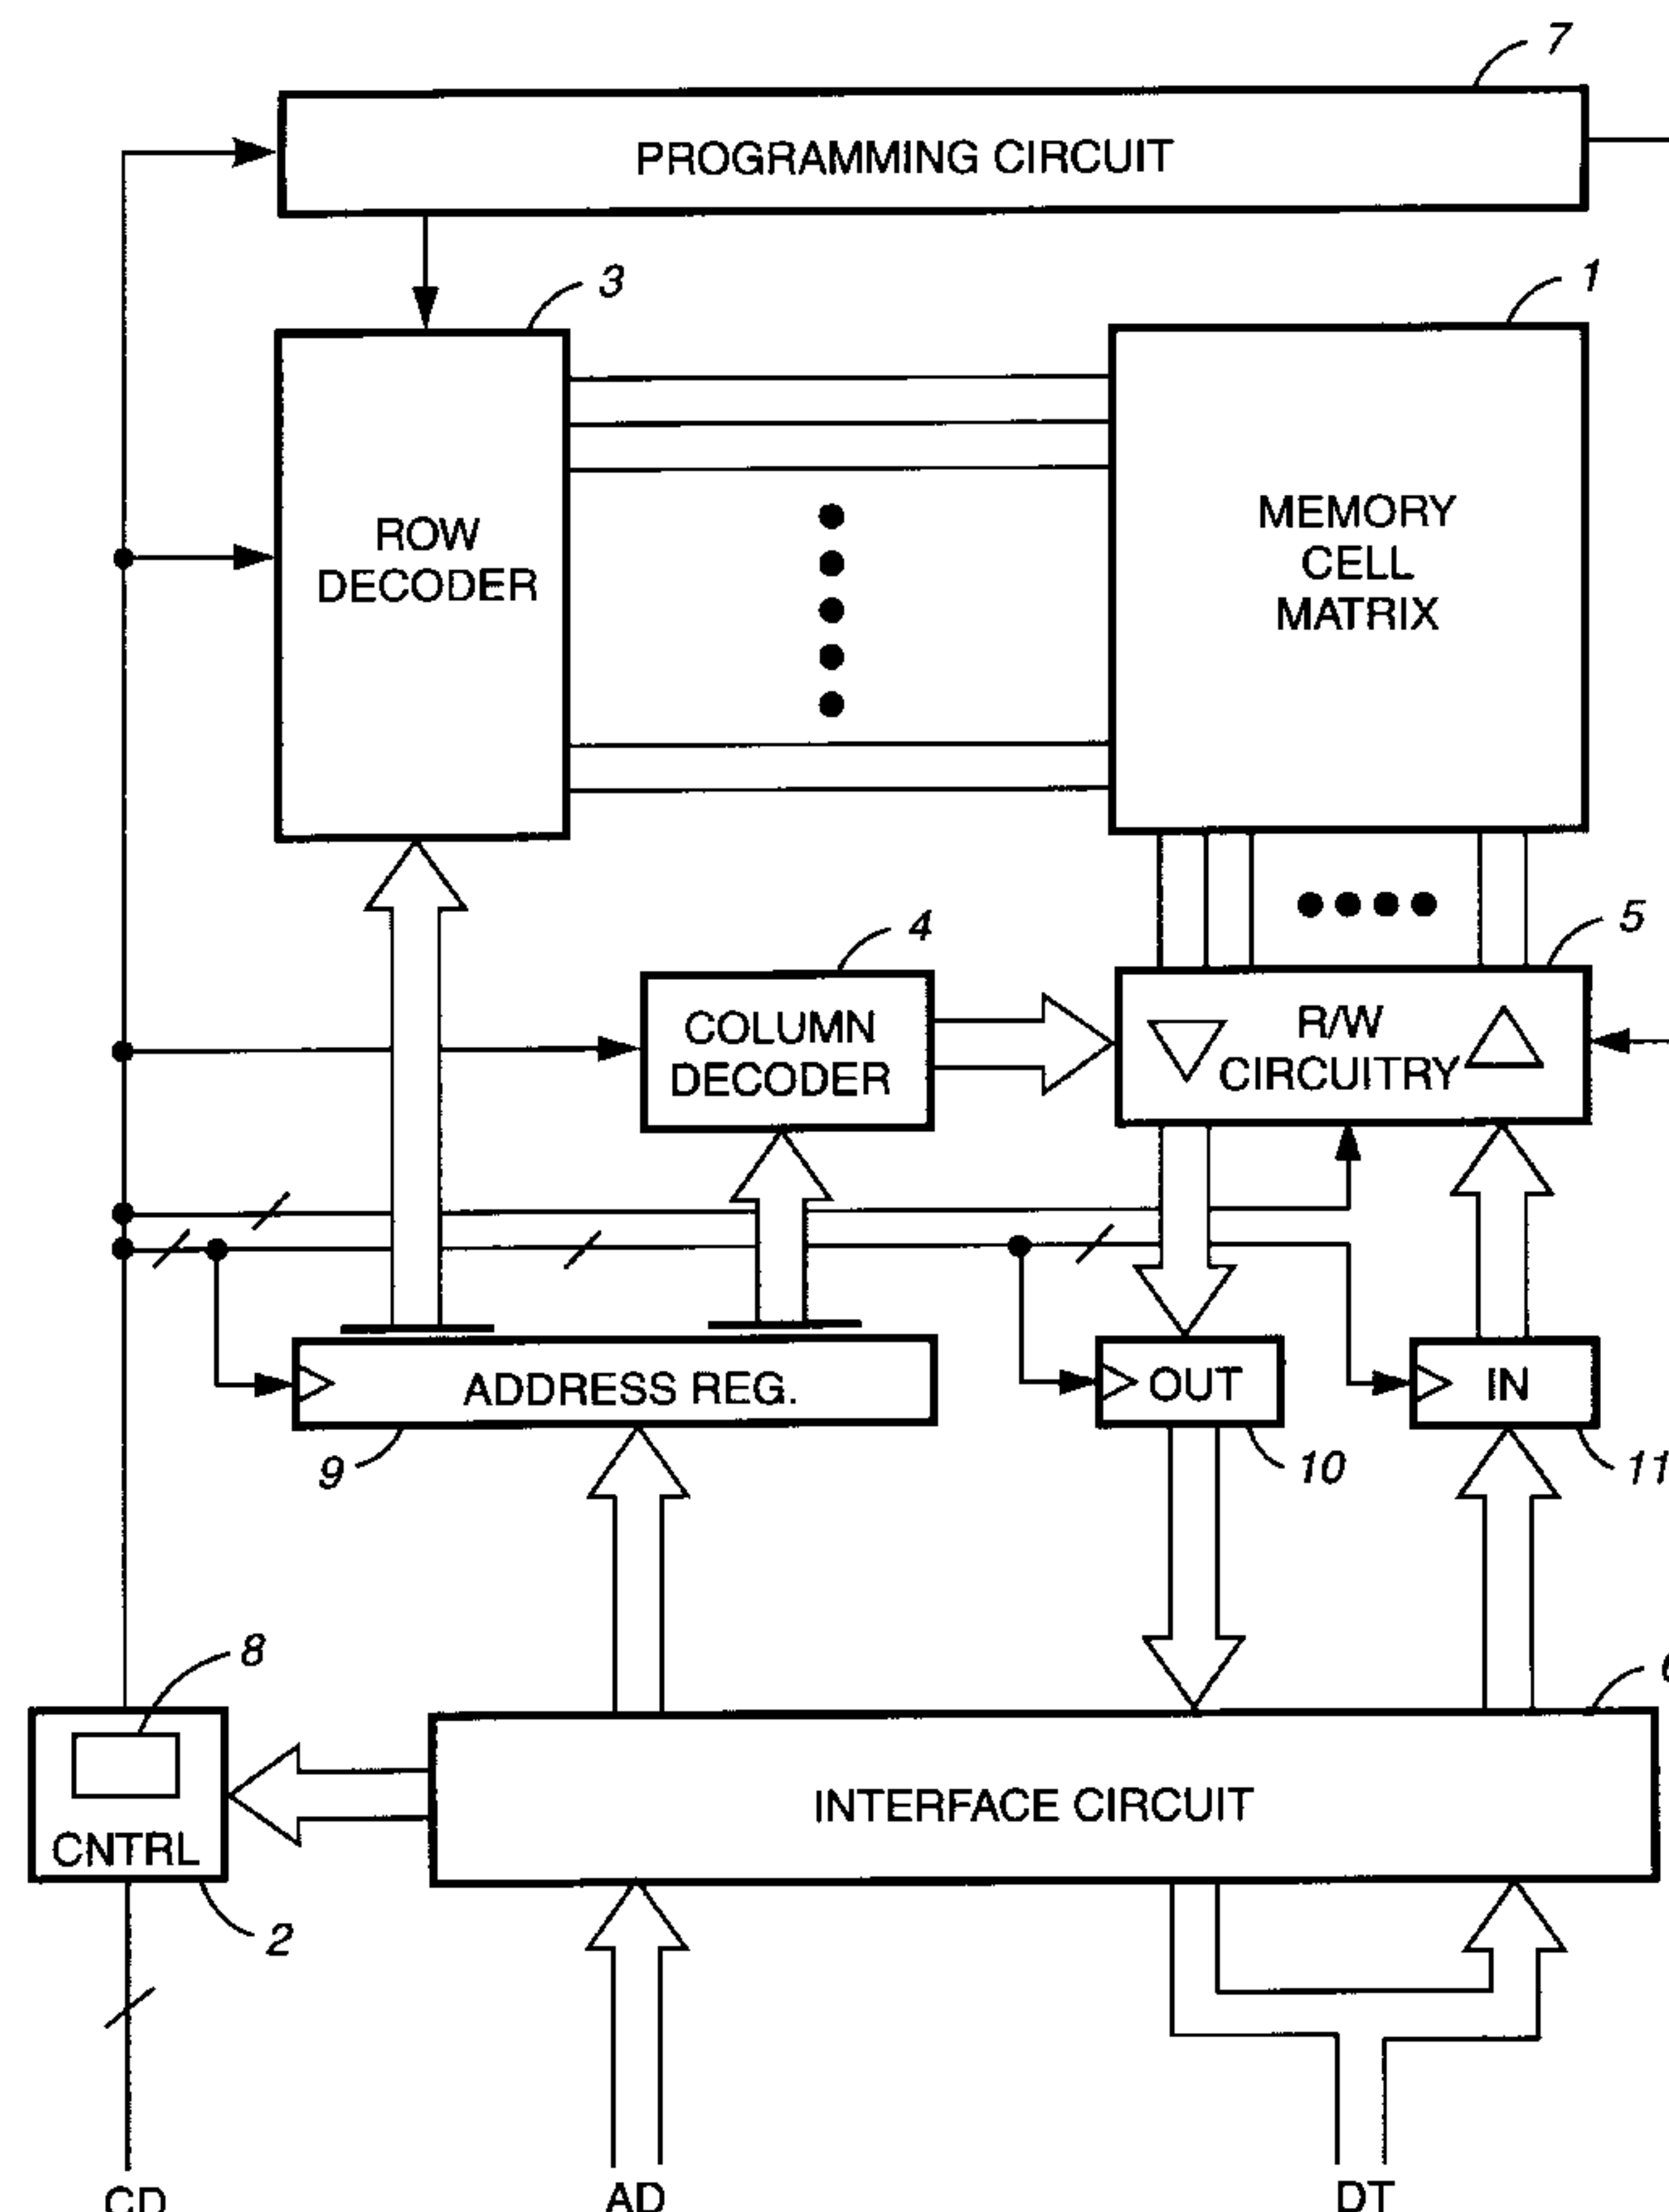 7
PROGRAMMING CIRCUIT
3
1
ROW
DECODER
MEMORY
CELL
MATRIX
4
5
COLUMN
DECODER
R/W
CIRCUITRY
ADDRESS REG.
OUT
IN
9
10
11
8
INTERFACE CIRCUIT
CNTRL
2
CD
AD
DT